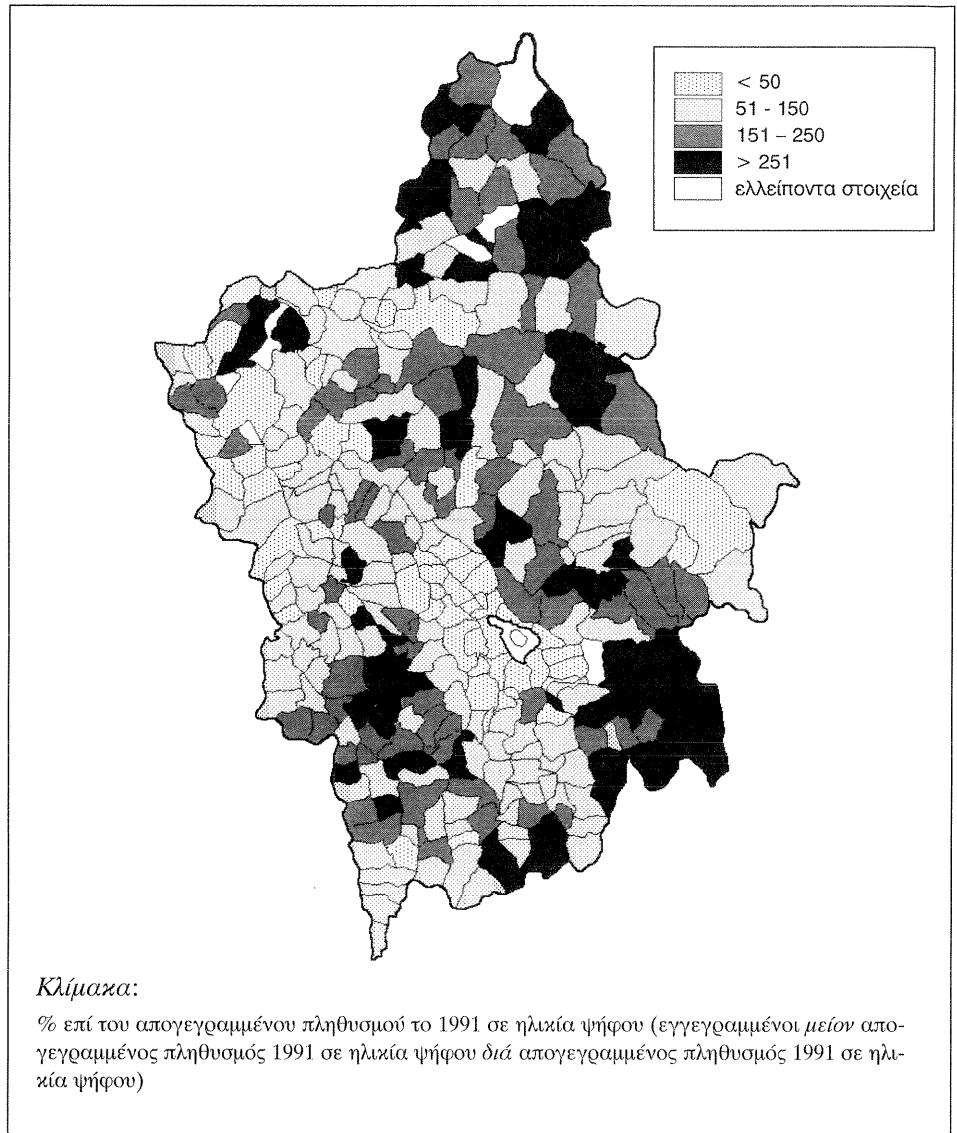 < 50
51 - 150
151 – 250
> 251
ελλείποντα στοιχεία
Κλίμακα:
% επί του απογεγραμμένου πληθυσμού το 1991 σε ηλικία ψήφου (εγγεγραμμένοι μείον απο-
γεγραμμένος πληθυσμός 1991 σε ηλικία ψήφου διά απογεγραμμένος πληθυσμός 1991 σε ηλι-
κία ψήφου)